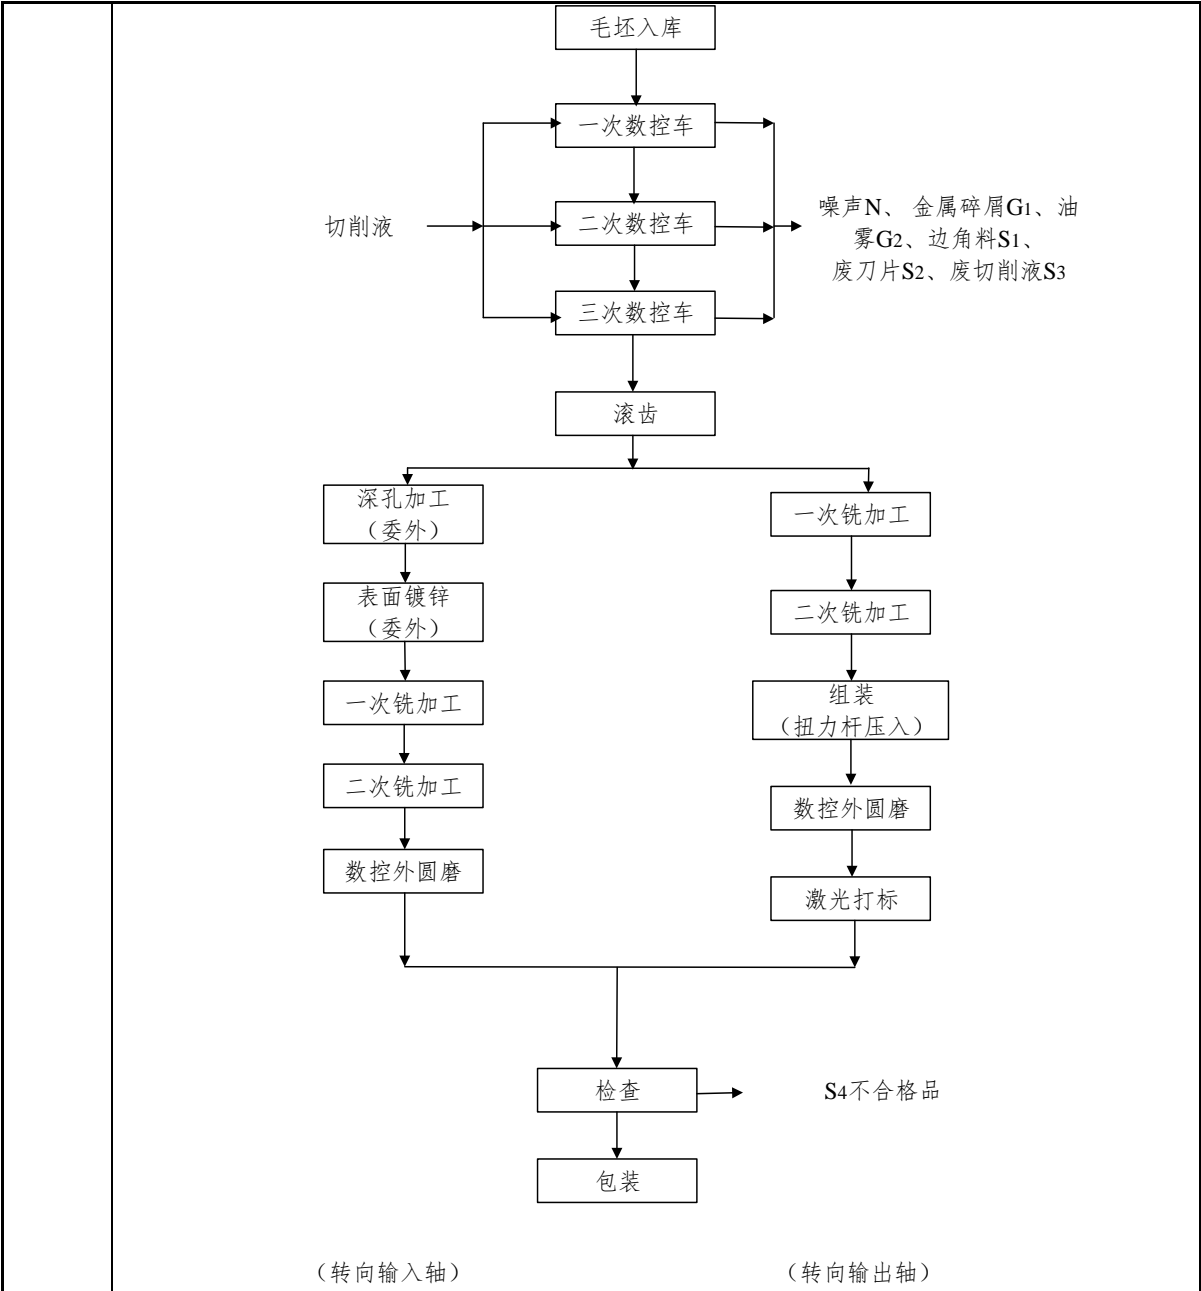 毛坯入库
一次数控车
切削液
二次数控车
噪声N、 金属碎屑G1、油
雾G2、边角料S1、
废刀片S2、废切削液S3
三次数控车
滚齿
深孔加工
（委外）
表面镀锌
（委外）
一次铣加工
二次铣加工
数控外圆磨
一次铣加工
二次铣加工
组装
（扭力杆压入）
数控外圆磨
激光打标
检查
S4不合格品
包装
（转向输入轴）
（转向输出轴）